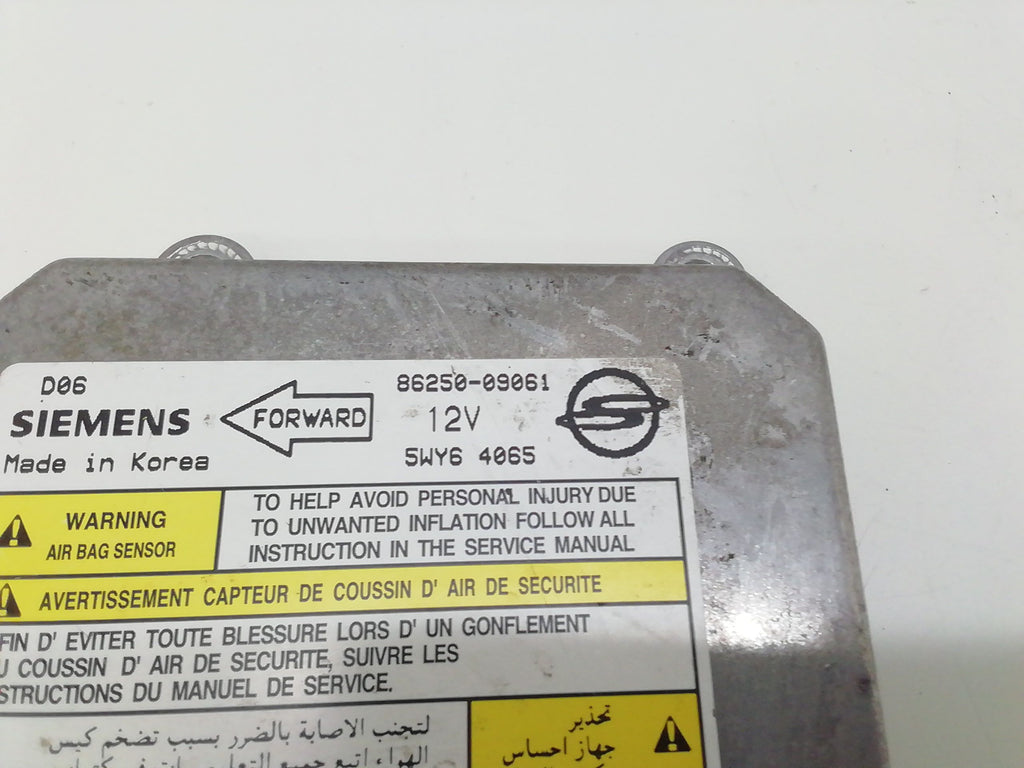 D06
SIEMENS
Made in Korea
FORWARD
86250-09061
12V
5WY6 4065
WARNING
AIR BAG SENSOR
TO HELP AVOID PERSONAL INJURY DUE
TO UNWANTED INFLATION FOLLOW ALL
INSTRUCTION IN THE SERVICE MANUAL
AVERTISSEMENT CAPTEUR DE COUSSIN D' AIR DE SECURITE
FIN D' EVITER TOUTE BLESSURE LORS D' UN GONFLEMENT
U COUSSIN D' AIR DE SECURITE, SUIVRE LES
STRUCTIONS DU MANUEL DE SERVICE.
تحذير
جهاز احساس
لتجنب الاصابة بالضرر بسبب تضخم كيس
الهواء، اتبع جميع